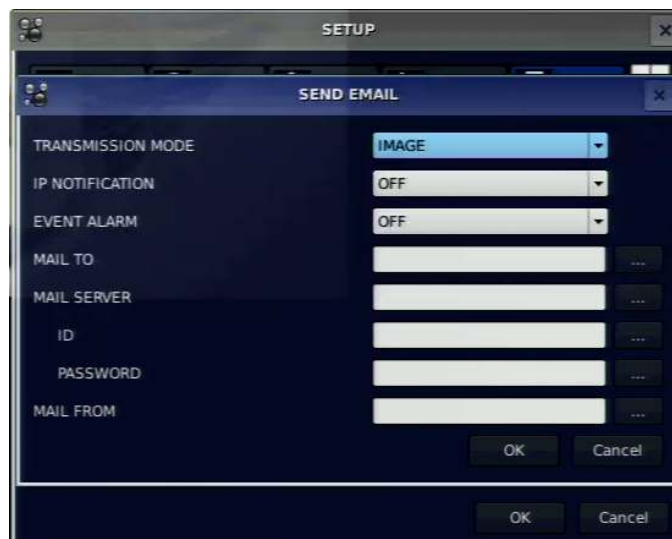 SETUP
SEND EMAIL
TRANSMISSION MODE IMAGE
IP NOTIFICATION OFF
EVENT ALARM OFF
MAIL TO ...
MAIL SERVER ...
ID ...
PASSWORD ...
MAIL FROM ...
OK Cancel
OK Cancel